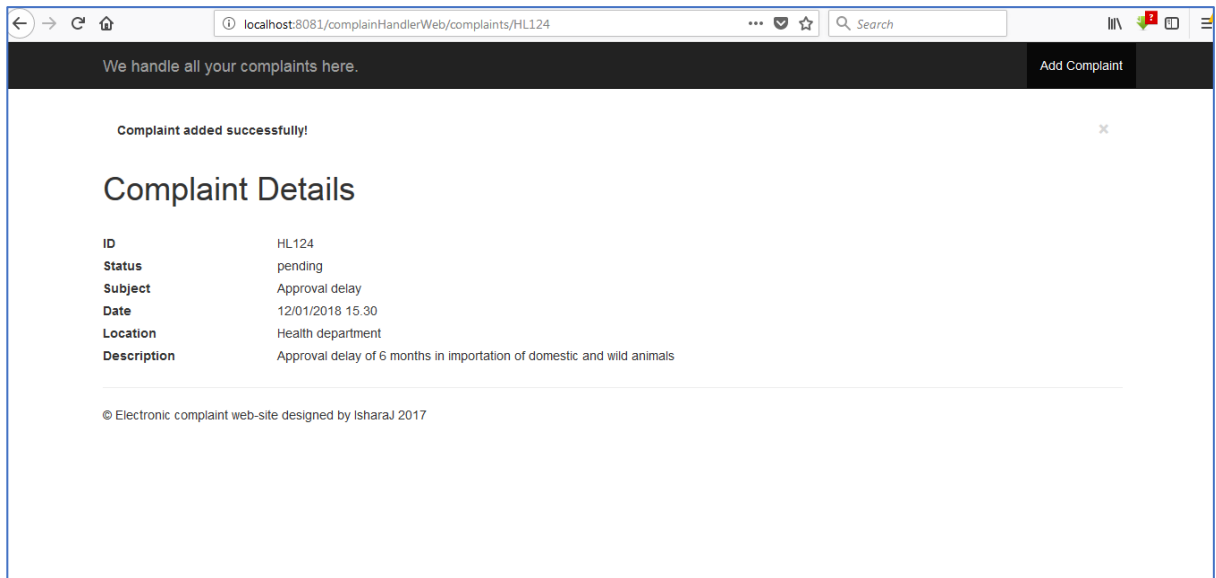 localhost:8081/complainHandlerWeb/complaints/HL124
Search
?
We handle all your complaints here.
Add Complaint
Complaint added successfully!
×
Complaint Details
ID HL124
Status pending
Subject Approval delay
Date 12/01/2018 15.30
Location Health department
Description Approval delay of 6 months in importation of domestic and wild animals
© Electronic complaint web-site designed by IsharaJ 2017